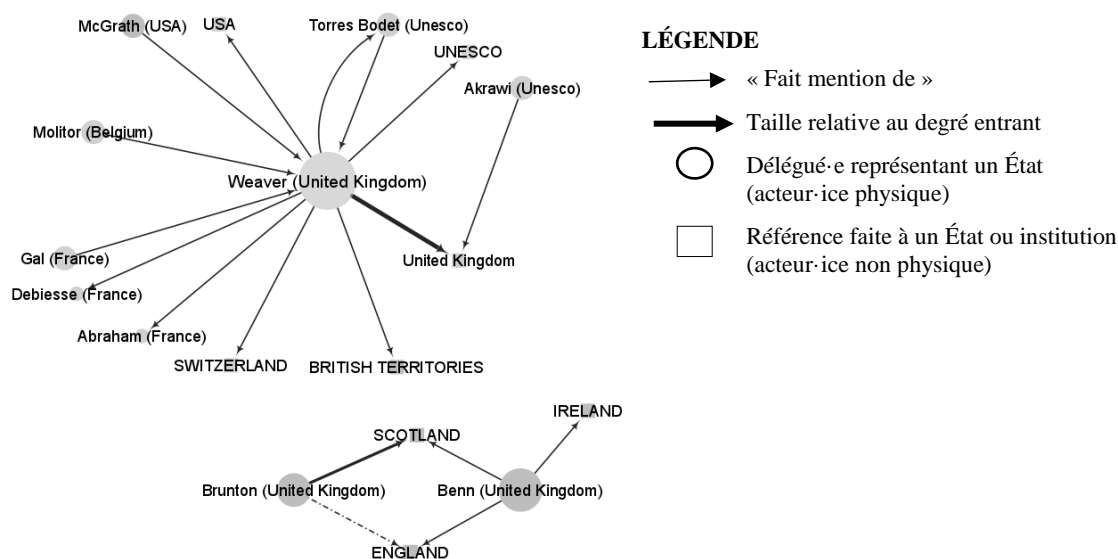 McGrath (USA)
USA
Torres Bodet (Unesco)
UNESCO
Akrawi (Unesco)
Molitor (Belgium)
Weaver (United Kingdom)
United Kingdom
Gal (France)
Debiesse (France)
Abraham (France)
SWITZERLAND
BRITISH TERRITORIES
IRELAND
SCOTLAND
Brunton (United Kingdom)
Benn (United Kingdom)
ENGLAND
LÉGENDE
« Fait mention de »
Taille relative au degré entrant
Délégué·e représentant un État
(acteur·ice physique)
Référence faite à un État ou institution
(acteur·ice non physique)